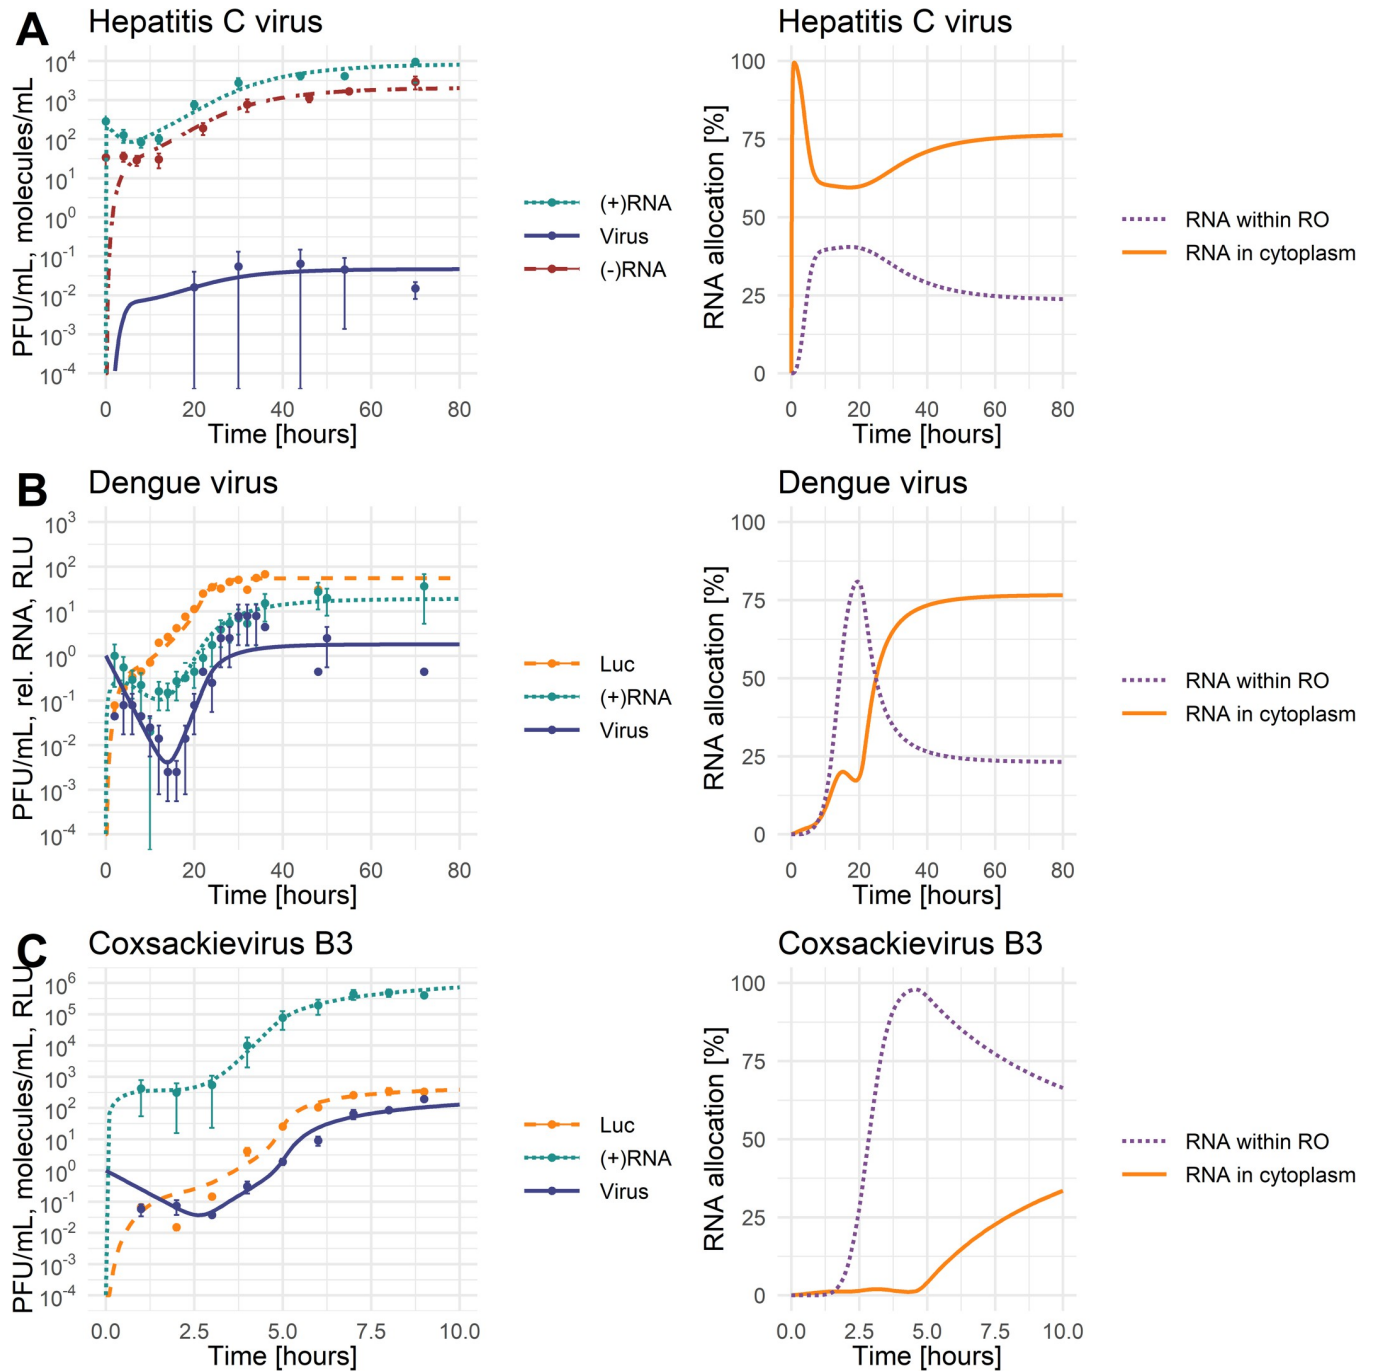 A
Hepatitis C virus
PFU/mL, molecules/mL
10^4
10^3
10^2
10^1
10^0
10^-1
10^-2
10^-3
10^-4
0 20 40 60 80
Time [hours]
(+)RNA
Virus
(-)RNA
Hepatitis C virus
RNA allocation [%]
100
75
50
25
0
0 20 40 60 80
Time [hours]
RNA within RO
RNA in cytoplasm
B
Dengue virus
PFU/mL, rel. RNA, RLU
10^3
10^2
10^1
10^0
10^-1
10^-2
10^-3
10^-4
0 20 40 60 80
Time [hours]
Luc
(+)RNA
Virus
Dengue virus
RNA allocation [%]
100
75
50
25
0
0 20 40 60 80
Time [hours]
RNA within RO
RNA in cytoplasm
C
Coxsackievirus B3
PFU/mL, molecules/mL, RLU
10^6
10^5
10^4
10^3
10^2
10^1
10^0
10^-1
10^-2
10^-3
10^-4
0.0 2.5 5.0 7.5 10.0
Time [hours]
Luc
(+)RNA
Virus
Coxsackievirus B3
RNA allocation [%]
100
75
50
25
0
0.0 2.5 5.0 7.5 10.0
Time [hours]
RNA within RO
RNA in cytoplasm